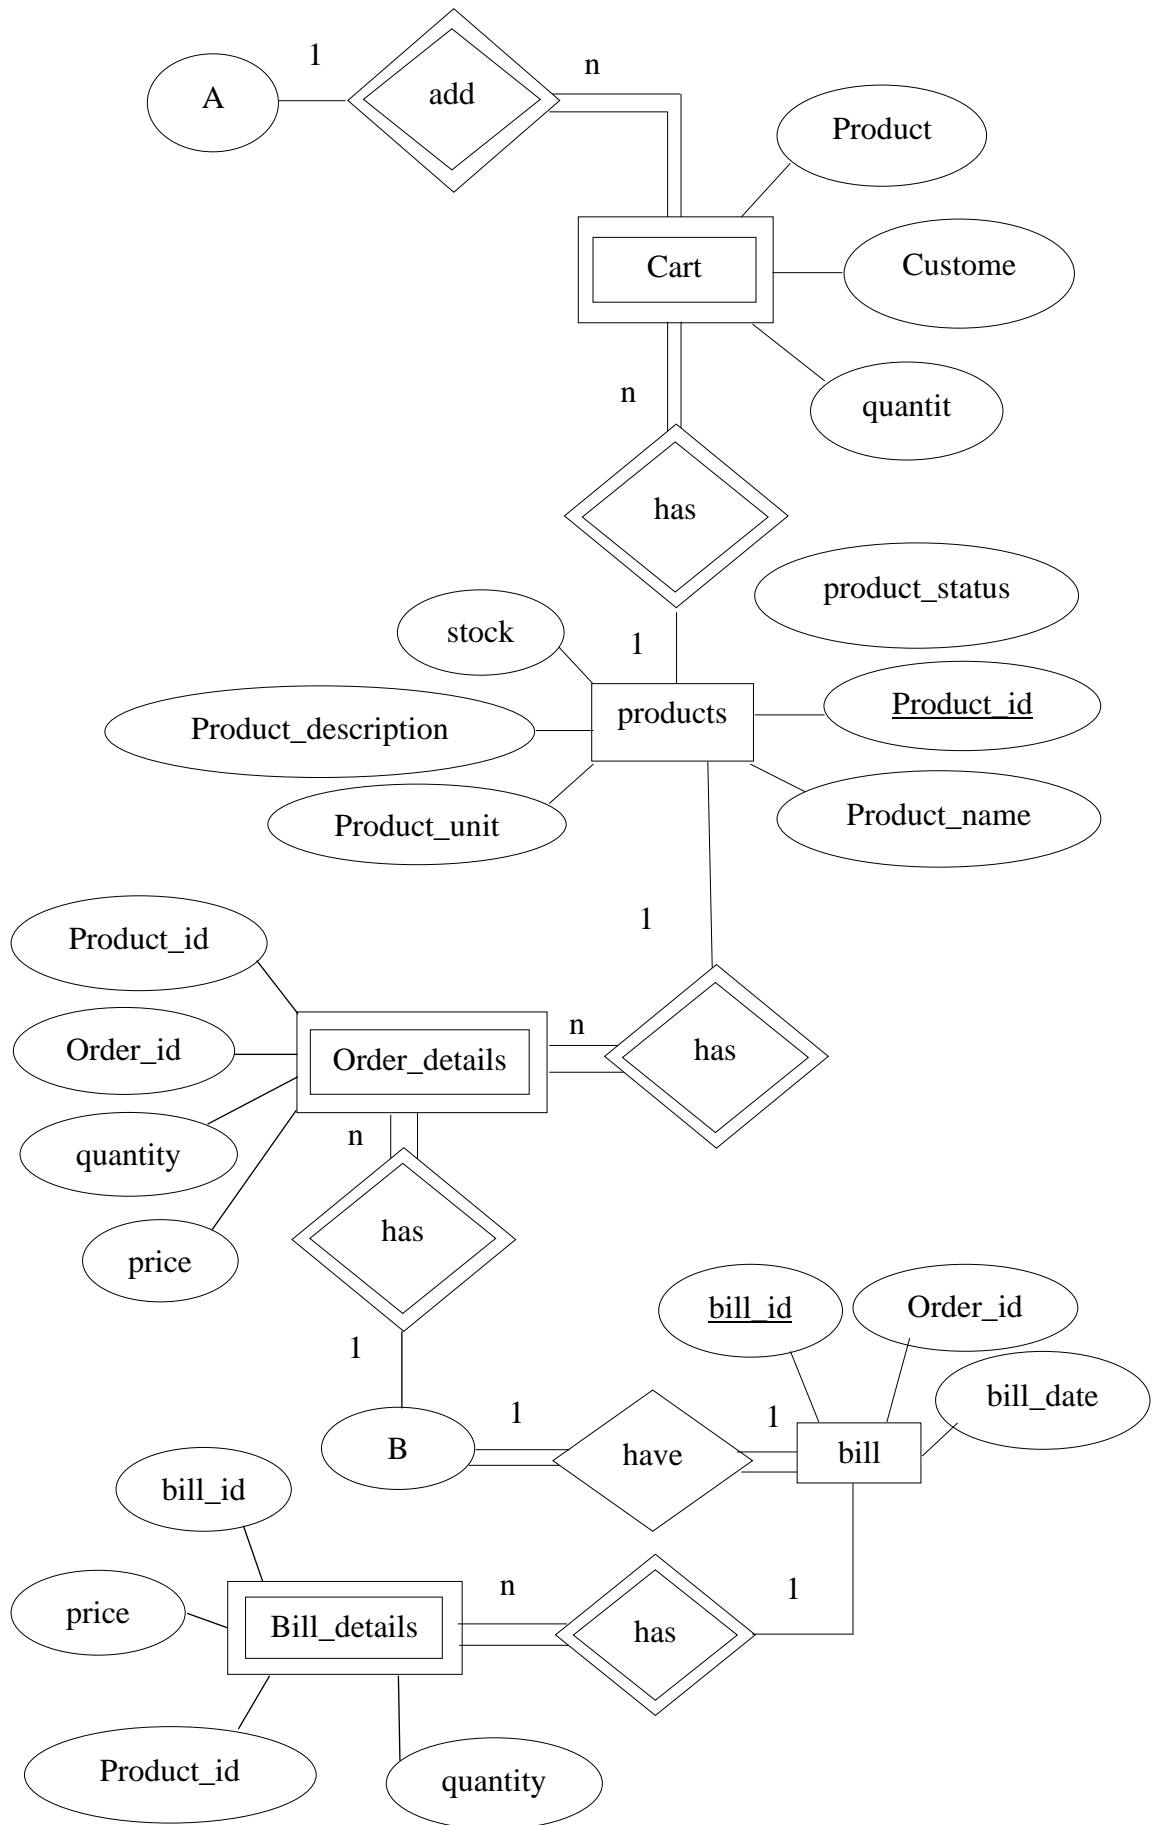 1
n
A
add
Product
Cart
Custome
n
quantit
has
product_status
stock
1
Product_id
products
Product_description
Product_unit
Product_name
1
Product_id
n
Order_id
Order_details
has
n
quantity
has
price
bill_id
Order_id
1
bill_date
1
1
B
have
bill
bill_id
n
1
price
Bill_details
has
Product_id
quantity